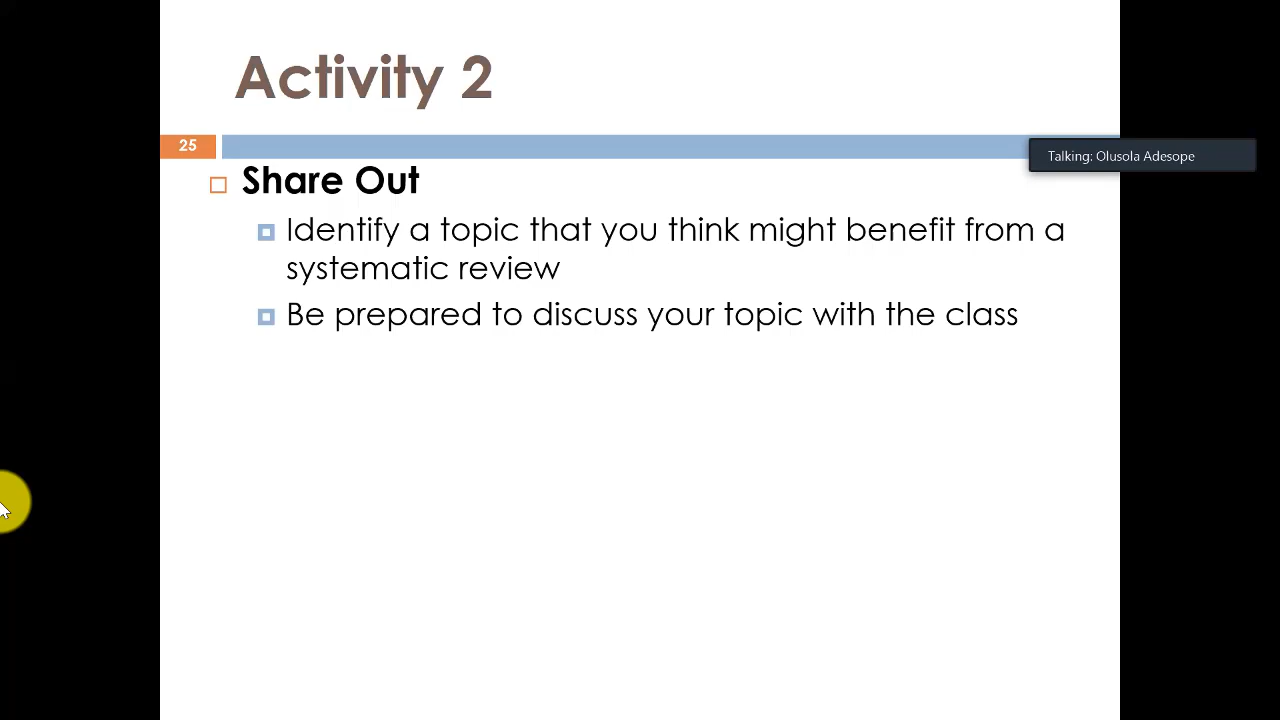 Activity 2
25
Talking: Olusola Adesope
Share Out
Identify a topic that you think might benefit from a
systematic review
Be prepared to discuss your topic with the class